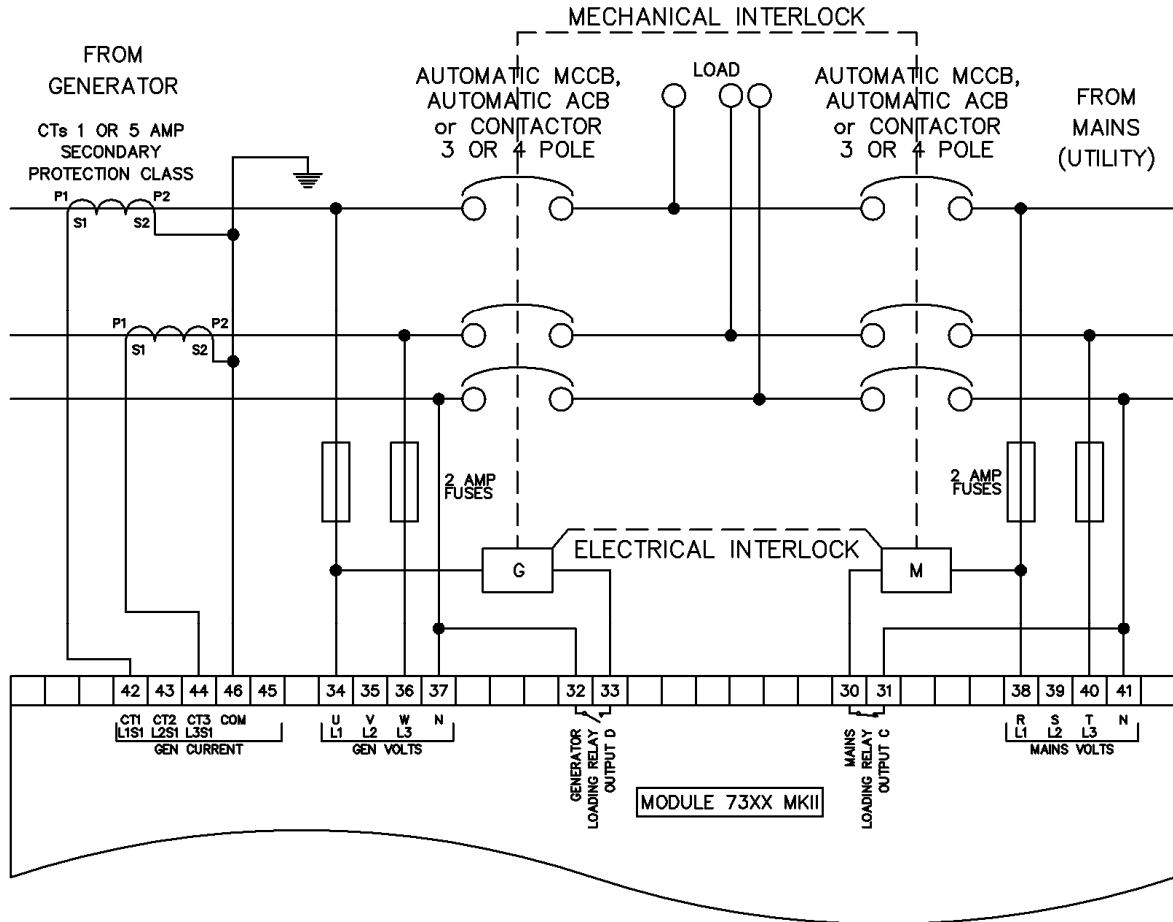 MECHANICAL INTERLOCK
FROM
GENERATOR
CTs 1 OR 5 AMP
SECONDARY
PROTECTION CLASS
AUTOMATIC MCCB,
AUTOMATIC ACB
or CONTACTOR
3 OR 4 POLE
LOAD
AUTOMATIC MCCB,
AUTOMATIC ACB
or CONTACTOR
3 OR 4 POLE
FROM
MAINS
(UTILITY)
P1 P2
S1 S2
P1 P2
S1 S2
2 AMP
FUSES
2 AMP
FUSES
ELECTRICAL INTERLOCK
G
M
42 43 44 46 45 34 35 36 37 32 33 30 31 38 39 40 41
CT1 CT2 CT3 COM
L1S1 L2S1 L3S1
GEN CURRENT
U V W N
L1 L2 L3
GEN VOLTS
GENERATOR
LOADING RELAY
OUTPUT D
MODULE 73XX MKII
MAINS
LOADING RELAY
OUTPUT C
R S T N
L1 L2 L3
MAINS VOLTS